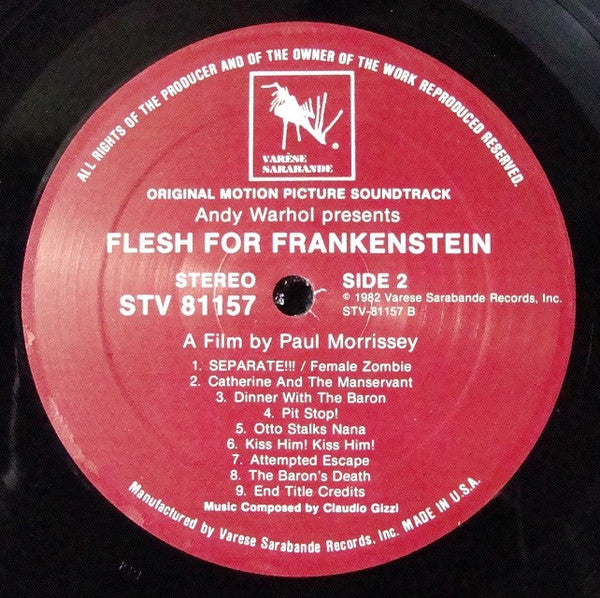 ALL RIGHTS OF THE PRODUCER AND OF THE OWNER OF THE WORK REPRODUCED RESERVED.
VARÈSE
SARABANDE
ORIGINAL MOTION PICTURE SOUNDTRACK
Andy Warhol presents
FLESH FOR FRANKENSTEIN
STEREO
STV 81157
SIDE 2
© 1982 Varese Sarabande Records, Inc.
STV-81157 B
A Film by Paul Morrissey
1. SEPARATE!!! / Female Zombie
2. Catherine And The Manservant
3. Dinner With The Baron
4. Pit Stop!
5. Otto Stalks Nana
6. Kiss Him! Kiss Him!
7. Attempted Escape
8. The Baron's Death
9. End Title Credits
Music Composed by Claudio Gizzi
Manufactured by Varese Sarabande Records, Inc. MADE IN U.S.A.